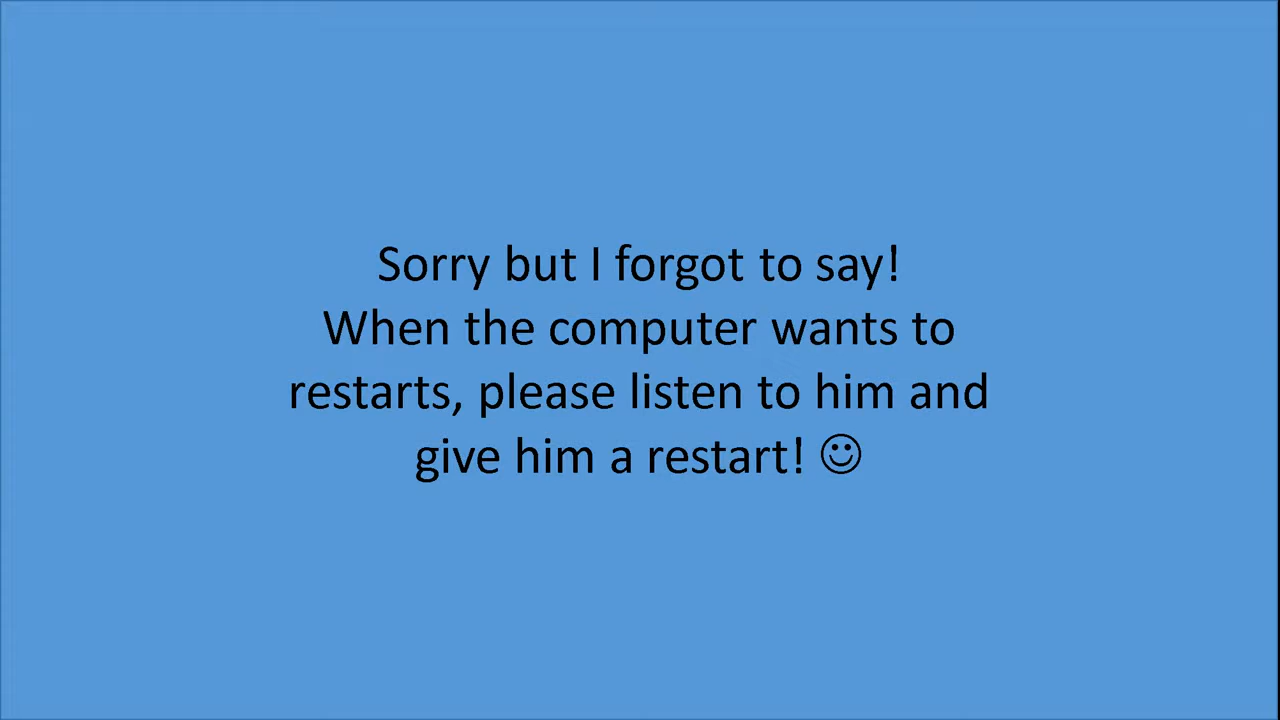 Sorry but I forgot to say!
When the computer wants to
restarts, please listen to him and
give him a restart! ☺